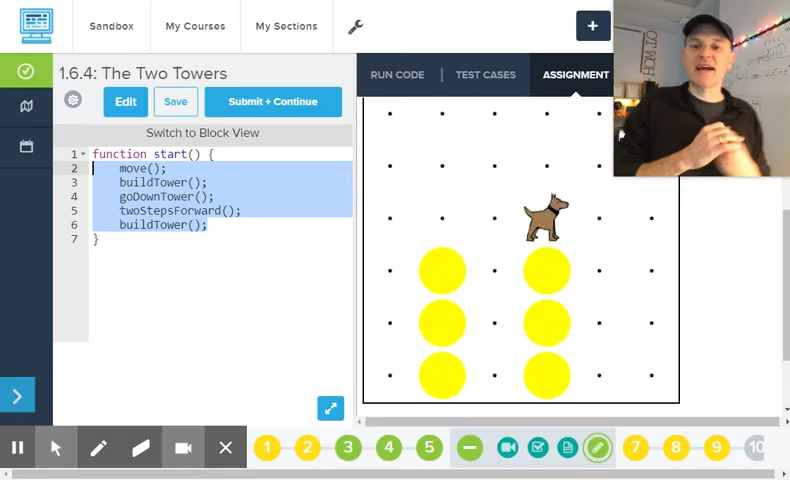 Sandbox
My Courses
My Sections
+
1.6.4: The Two Towers
Edit
Save
Submit + Continue
Switch to Block View
1 function start() {
2 move();
3 buildTower();
4 goDownTower();
5 twoStepsForward();
6 buildTower();
7 }
RUN CODE
TEST CASES
ASSIGNMENT
1 2 3 4 5 7 8 9 10